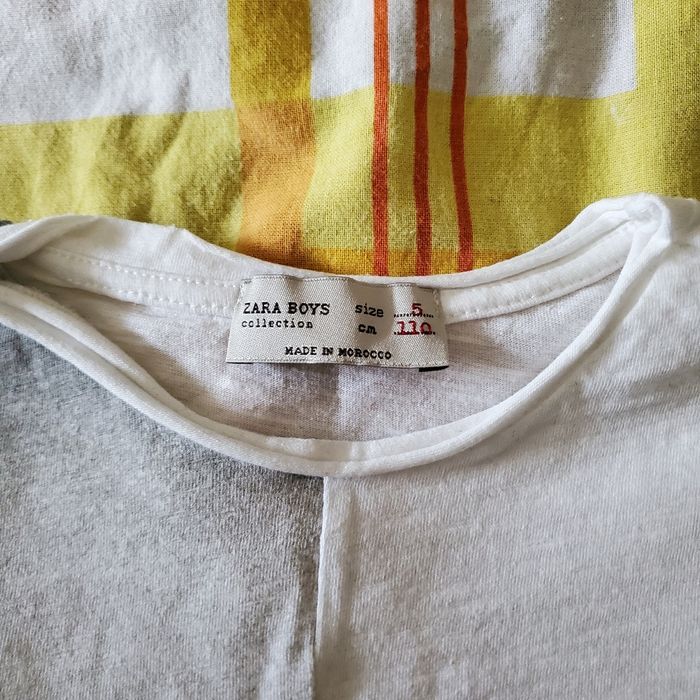 ZARA BOYS size 5
collection cm 110
MADE IN MOROCCO